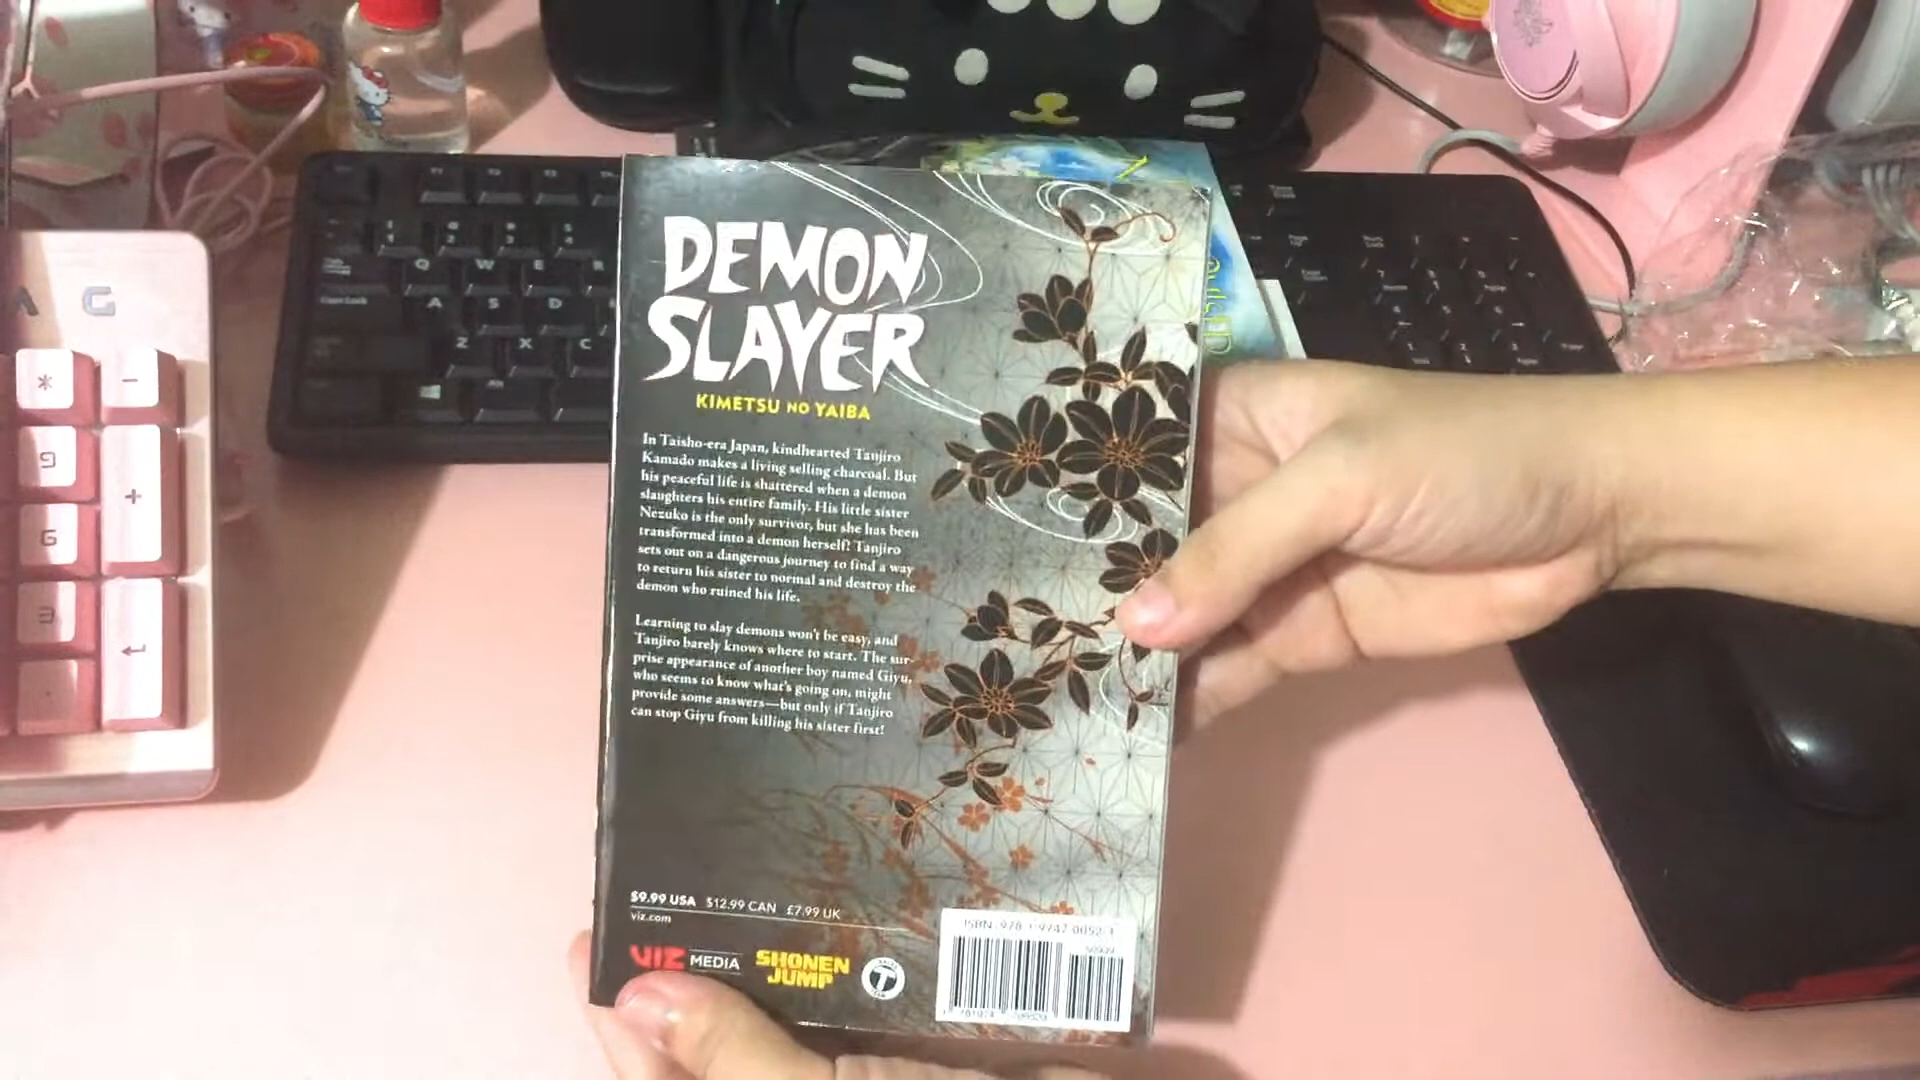 DEMON
SLAYER
KIMETSU NO YAIBA
In Taisho-era Japan, kindhearted Tanjiro
Kamado makes a living selling charcoal. But
his peaceful life is shattered when a demon
slaughters his entire family. His little sister
Nezuko is the only survivor, but she has been
transformed into a demon herself! Tanjiro
sets out on a dangerous journey to find a way
to return his sister to normal and destroy the
demon who ruined his life.
Learning to slay demons won't be easy, and
Tanjiro barely knows where to start. The sur-
prise appearance of another boy named Giyu,
who seems to know what's going on, might
provide some answers—but only if Tanjiro
can stop Giyu from killing his sister first!
$9.99 USA $12.99 CAN £7.99 UK
viz.com
VIZ MEDIA
SHONEN
JUMP
T
Q W E R
A S D
Z X C
G
* -
9 +
6
3